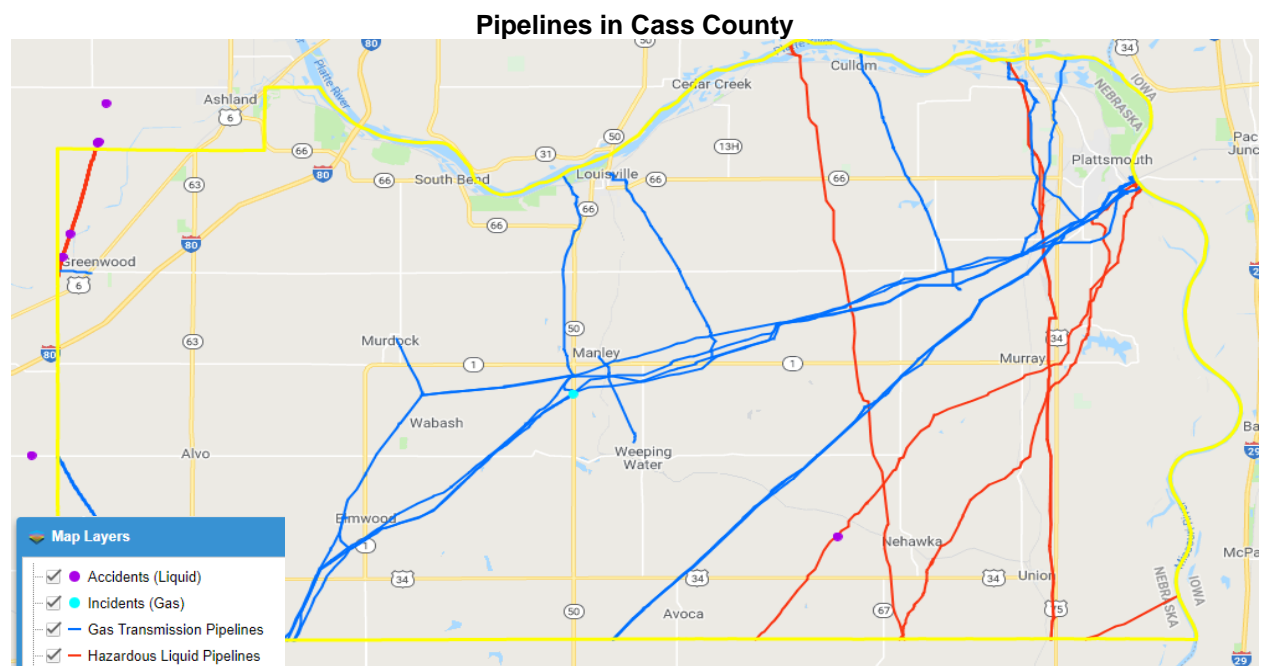 Pipelines in Cass County
80
50
34
Platte River
Cullom
Cedar Creek
IOWA
NEBRASKA
Ashland
6
50
66
31
13H
Pac
Junc
Plattsmouth
80
63
66
South Bend
Louisville
66
66
66
66
80
Greenwood
6
80
63
Murdock
50
Manley
34
1
1
Murray
Wabash
Ba
29
Alvo
Weeping
Water
Elmwood
1
Nehawka
McPa
34
34
34
Union
50
Avoca
67
75
NEBRASKA
IOWA
29
Map Layers
Accidents (Liquid)
Incidents (Gas)
Gas Transmission Pipelines
Hazardous Liquid Pipelines